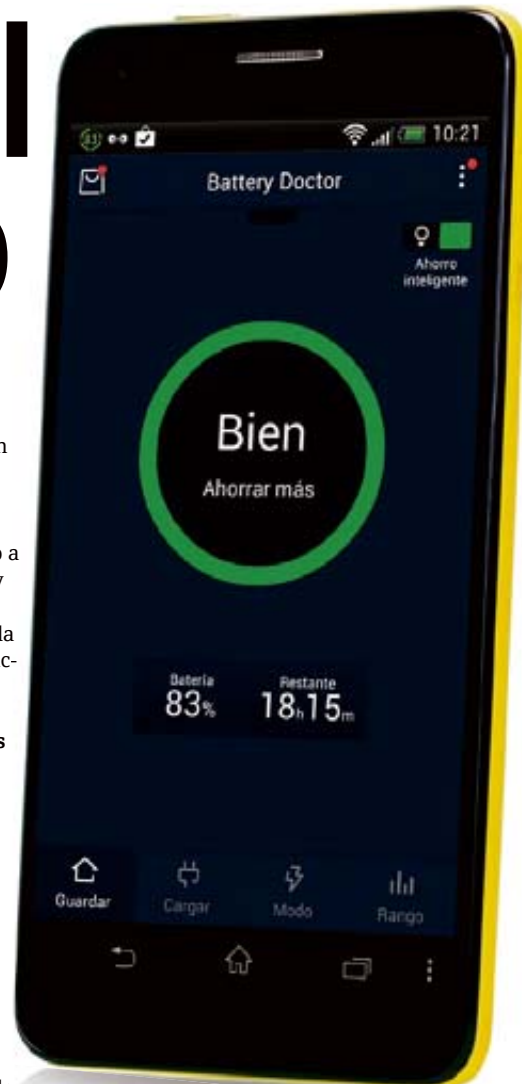 10:21
Battery Doctor
Ahorro
inteligente
Bien
Ahorrar más
Batería
83%
Restante
18h15m
Guardar
Cargar
Modo
Rango